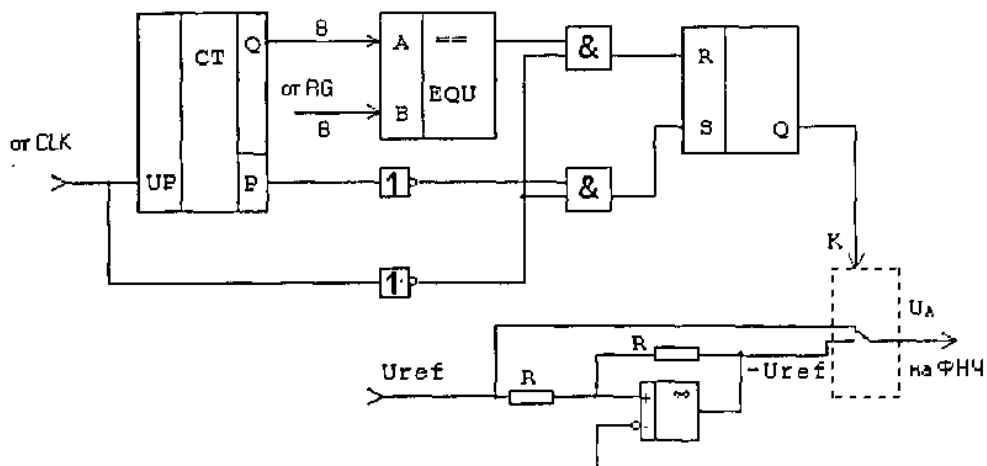 8
Q
CT
A
==
&
R
от RG
EQU
B
8
S
Q
от CLK
UP
P
1
&
K
1
UA
R
Uref
R
-Uref
на ФНЧ
+
∞
-